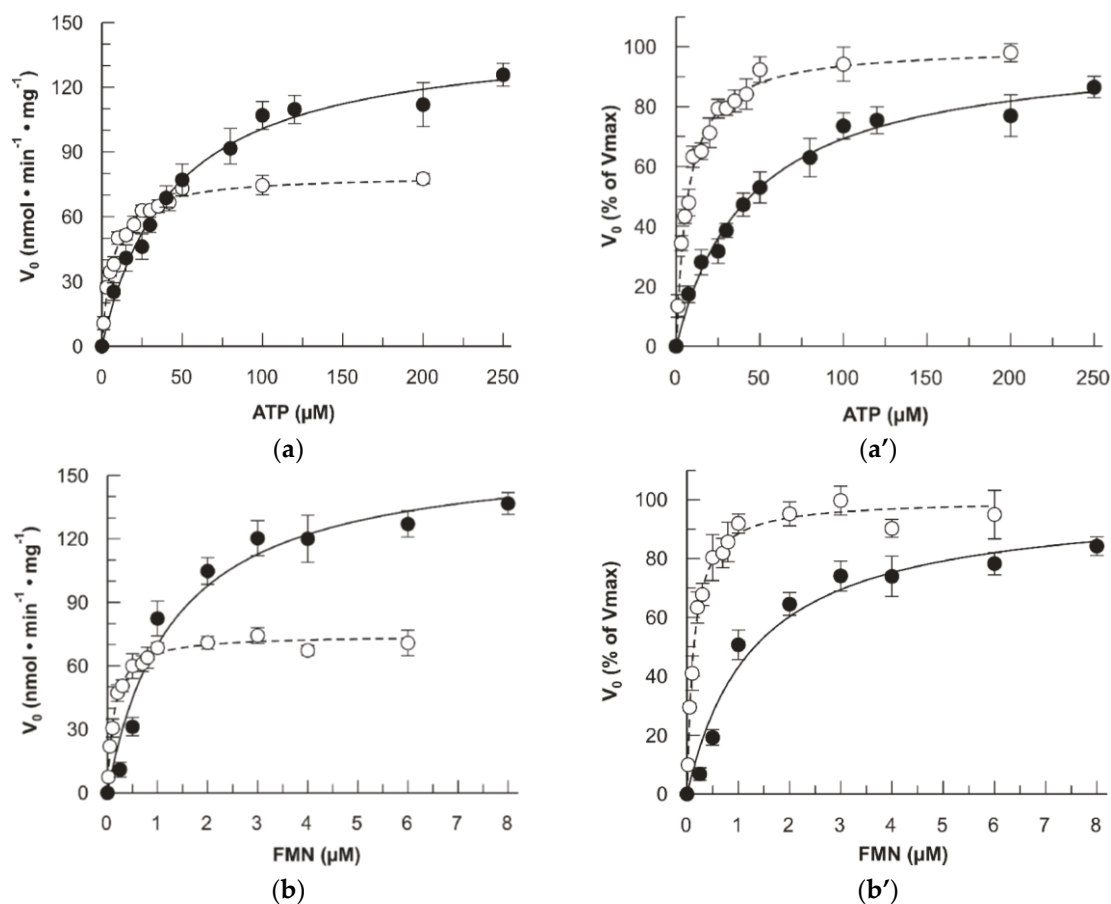 150
120
90
60
30
0
V₀ (nmol • min⁻¹ • mg⁻¹)
0 50 100 150 200 250
ATP (µM)
(a)
100
80
60
40
20
0
V₀ (% of Vmax)
0 50 100 150 200 250
ATP (µM)
(a′)
150
120
90
60
30
0
V₀ (nmol • min⁻¹ • mg⁻¹)
0 1 2 3 4 5 6 7 8
FMN (µM)
(b)
100
80
60
40
20
0
V₀ (% of Vmax)
0 1 2 3 4 5 6 7 8
FMN (µM)
(b′)